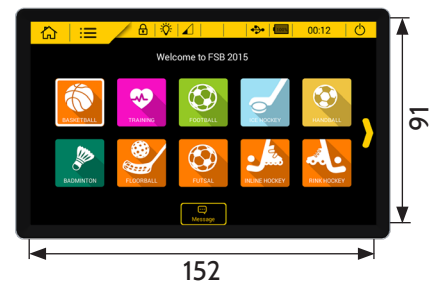 00:12
Welcome to FSB 2015
BASKETBALL TRAINING FOOTBALL ICE HOCKEY HANDBALL
BADMINTON FLOORBALL FUTSAL INLINE HOCKEY RINK HOCKEY
Message
91
152